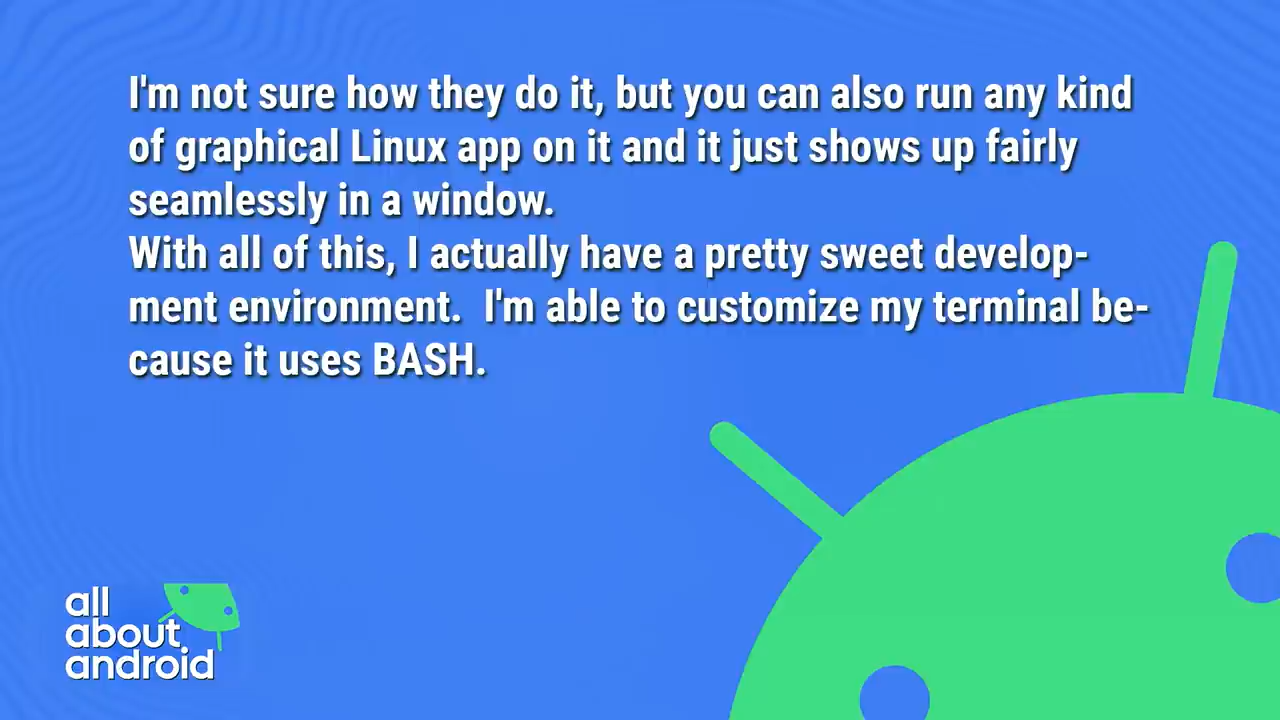 I'm not sure how they do it, but you can also run any kind
of graphical Linux app on it and it just shows up fairly
seamlessly in a window.
With all of this, I actually have a pretty sweet develop-
ment environment.  I'm able to customize my terminal be-
cause it uses BASH.
all
about
android